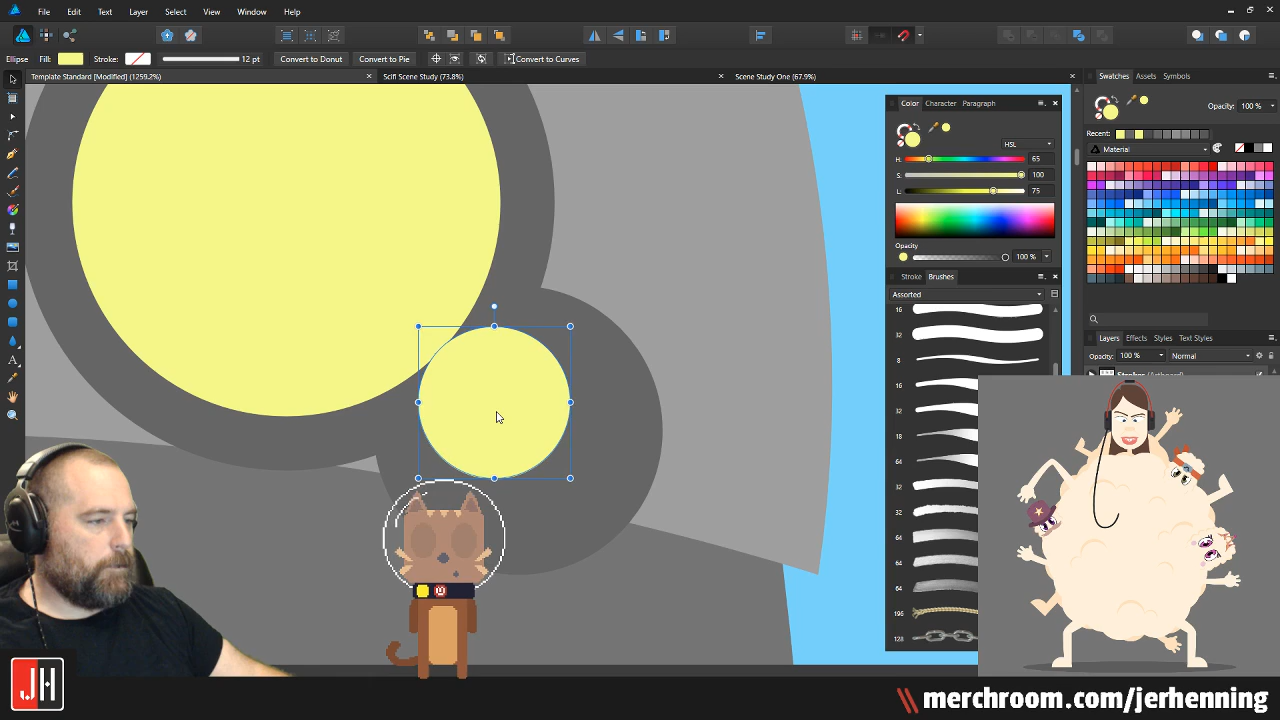 File Edit Text Layer Select View Window Help
Ellipse Fill: Stroke: 12 pt Convert to Donut Convert to Pie Convert to Curves
Template Standard [Modified] (1259.2%) × Scifi Scene Study (73.8%) × Scene Study One (67.9%) ×
Swatches Assets Symbols
Color Character Paragraph
Opacity: 100 %
Recent:
HSL
Material
H: 65
S: 100
L: 75
Opacity
100 %
Stroke Brushes
Assorted
16
32
8
16
32
18
64
32
32
64
64
64
196
128
Layers Effects Styles Text Styles
Opacity: 100 % Normal
JH
\\ merchroom.com/jerhenning